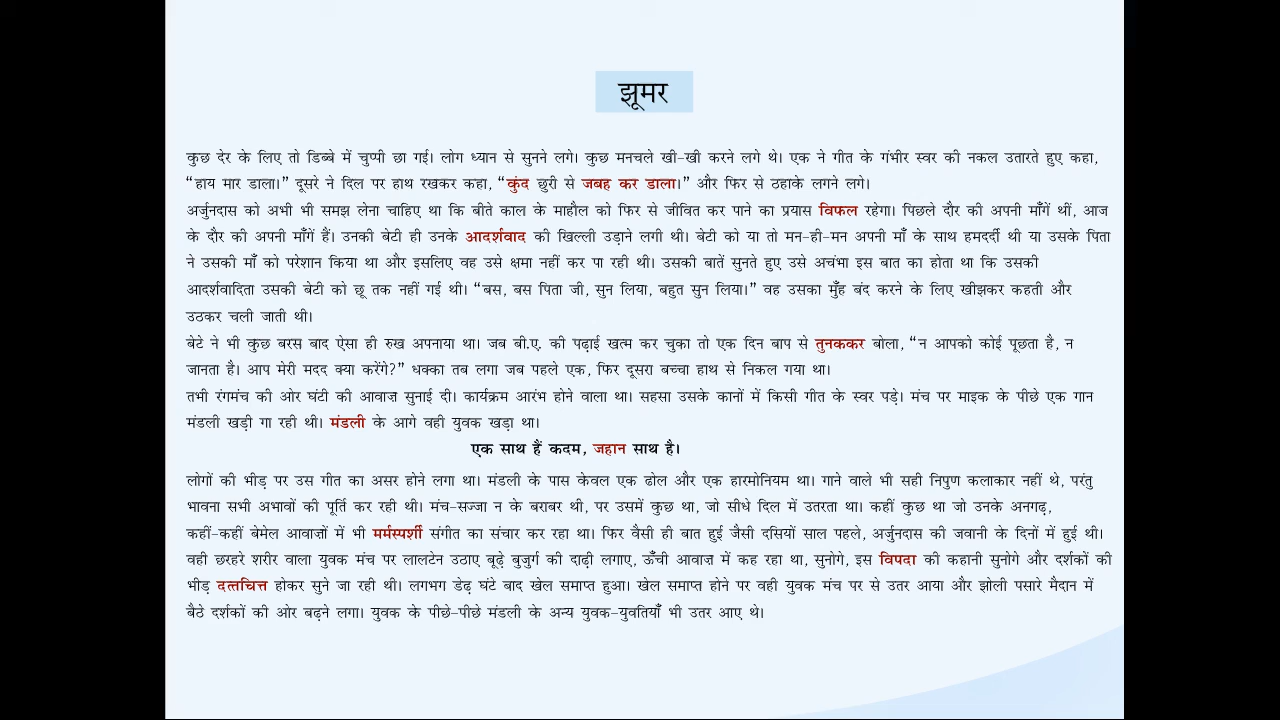 झूमर
कुछ देर के लिए तो डिब्बे में चुप्पी छा गई। लोग ध्यान से सुनने लगे। कुछ मनचले खी-खी करने लगे थे। एक ने गीत के गंभीर स्वर की नकल उतारते हुए कहा,
“हाय मार डाला।” दूसरे ने दिल पर हाथ रखकर कहा, “कुंद छुरी से जबह कर डाला।” और फिर से ठहाके लगने लगे।
अर्जुनदास को अभी भी समझ लेना चाहिए था कि बीते काल के माहौल को फिर से जीवित कर पाने का प्रयास विफल रहेगा। पिछले दौर की अपनी माँगें थीं, आज
के दौर की अपनी माँगें हैं। उनकी बेटी ही उनके आदर्शवाद की खिल्ली उड़ाने लगी थी। बेटी को या तो मन-ही-मन अपनी माँ के साथ हमदर्दी थी या उसके पिता
ने उसकी माँ को परेशान किया था और इसलिए वह उसे क्षमा नहीं कर पा रही थी। उसकी बातें सुनते हुए उसे अचंभा इस बात का होता था कि उसकी
आदर्शवादिता उसकी बेटी को छू तक नहीं गई थी। “बस, बस पिता जी, सुन लिया, बहुत सुन लिया।” वह उसका मुँह बंद करने के लिए खीझकर कहती और
उठकर चली जाती थी।
बेटे ने भी कुछ बरस बाद ऐसा ही रुख अपनाया था। जब बी.ए. की पढ़ाई खत्म कर चुका तो एक दिन बाप से तुनककर बोला, “न आपको कोई पूछता है, न
जानता है। आप मेरी मदद क्या करेंगे?” धक्का तब लगा जब पहले एक, फिर दूसरा बच्चा हाथ से निकल गया था।
तभी रंगमंच की ओर घंटी की आवाज़ सुनाई दी। कार्यक्रम आरंभ होने वाला था। सहसा उसके कानों में किसी गीत के स्वर पड़े। मंच पर माइक के पीछे एक गान
मंडली खड़ी गा रही थी। मंडली के आगे वही युवक खड़ा था।
एक साथ हैं कदम, जहान साथ है।
लोगों की भीड़ पर उस गीत का असर होने लगा था। मंडली के पास केवल एक ढोल और एक हारमोनियम था। गाने वाले भी सही निपुण कलाकार नहीं थे, परंतु
भावना सभी अभावों की पूर्ति कर रही थी। मंच-सज्जा न के बराबर थी, पर उसमें कुछ था, जो सीधे दिल में उतरता था। कहीं कुछ था जो उनके अनगढ़,
कहीं-कहीं बेमेल आवाज़ों में भी मर्मस्पर्शी संगीत का संचार कर रहा था। फिर वैसी ही बात हुई जैसी दसियों साल पहले, अर्जुनदास की जवानी के दिनों में हुई थी।
वही छरहरे शरीर वाला युवक मंच पर लालटेन उठाए बूढ़े बुजुर्ग की दाढ़ी लगाए, ऊँची आवाज़ में कह रहा था, सुनोगे, इस विपदा की कहानी सुनोगे और दर्शकों की
भीड़ दत्तचित्त होकर सुने जा रही थी। लगभग डेढ़ घंटे बाद खेल समाप्त हुआ। खेल समाप्त होने पर वही युवक मंच पर से उतर आया और झोली पसारे मैदान में
बैठे दर्शकों की ओर बढ़ने लगा। युवक के पीछे-पीछे मंडली के अन्य युवक-युवतियाँ भी उतर आए थे।